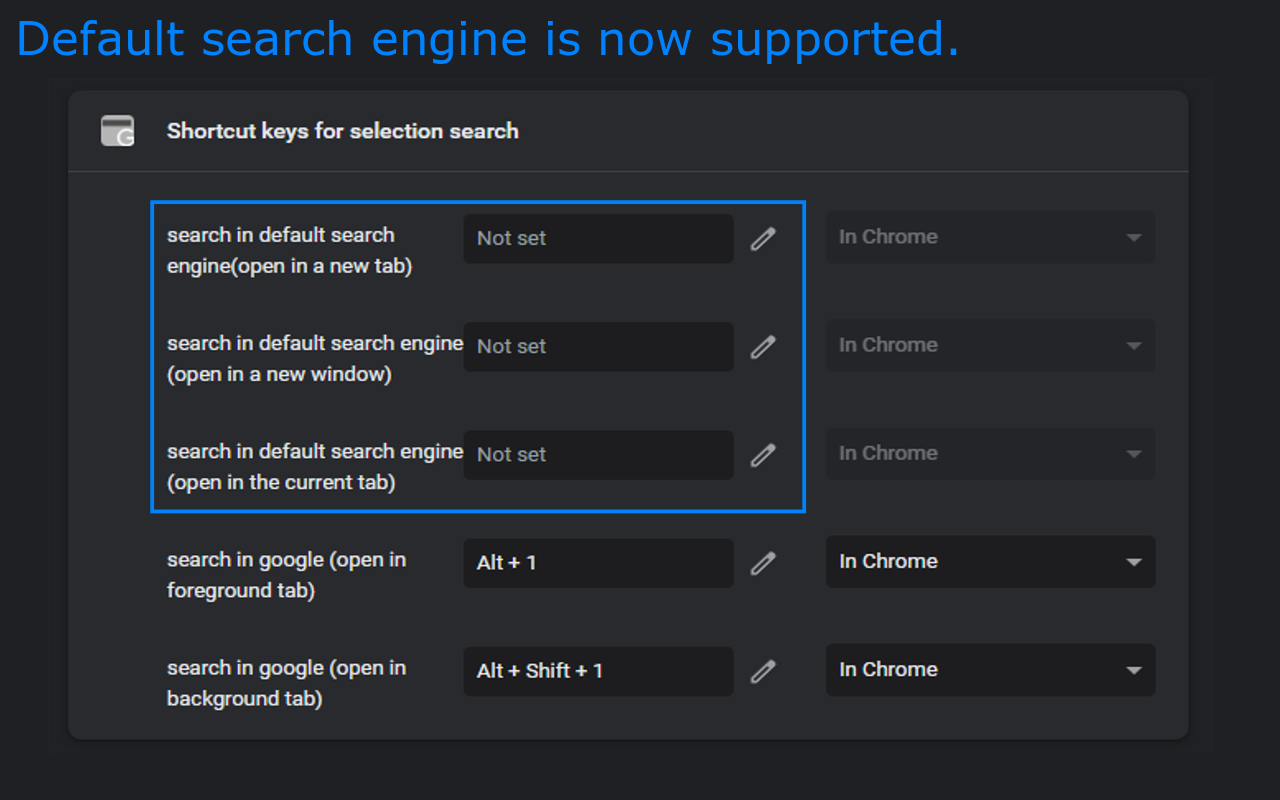 Default search engine is now supported.
Shortcut keys for selection search
search in default search
engine(open in a new tab)
Not set
In Chrome
search in default search engine
(open in a new window)
Not set
In Chrome
search in default search engine
(open in the current tab)
Not set
In Chrome
search in google (open in
foreground tab)
Alt + 1
In Chrome
search in google (open in
background tab)
Alt + Shift + 1
In Chrome